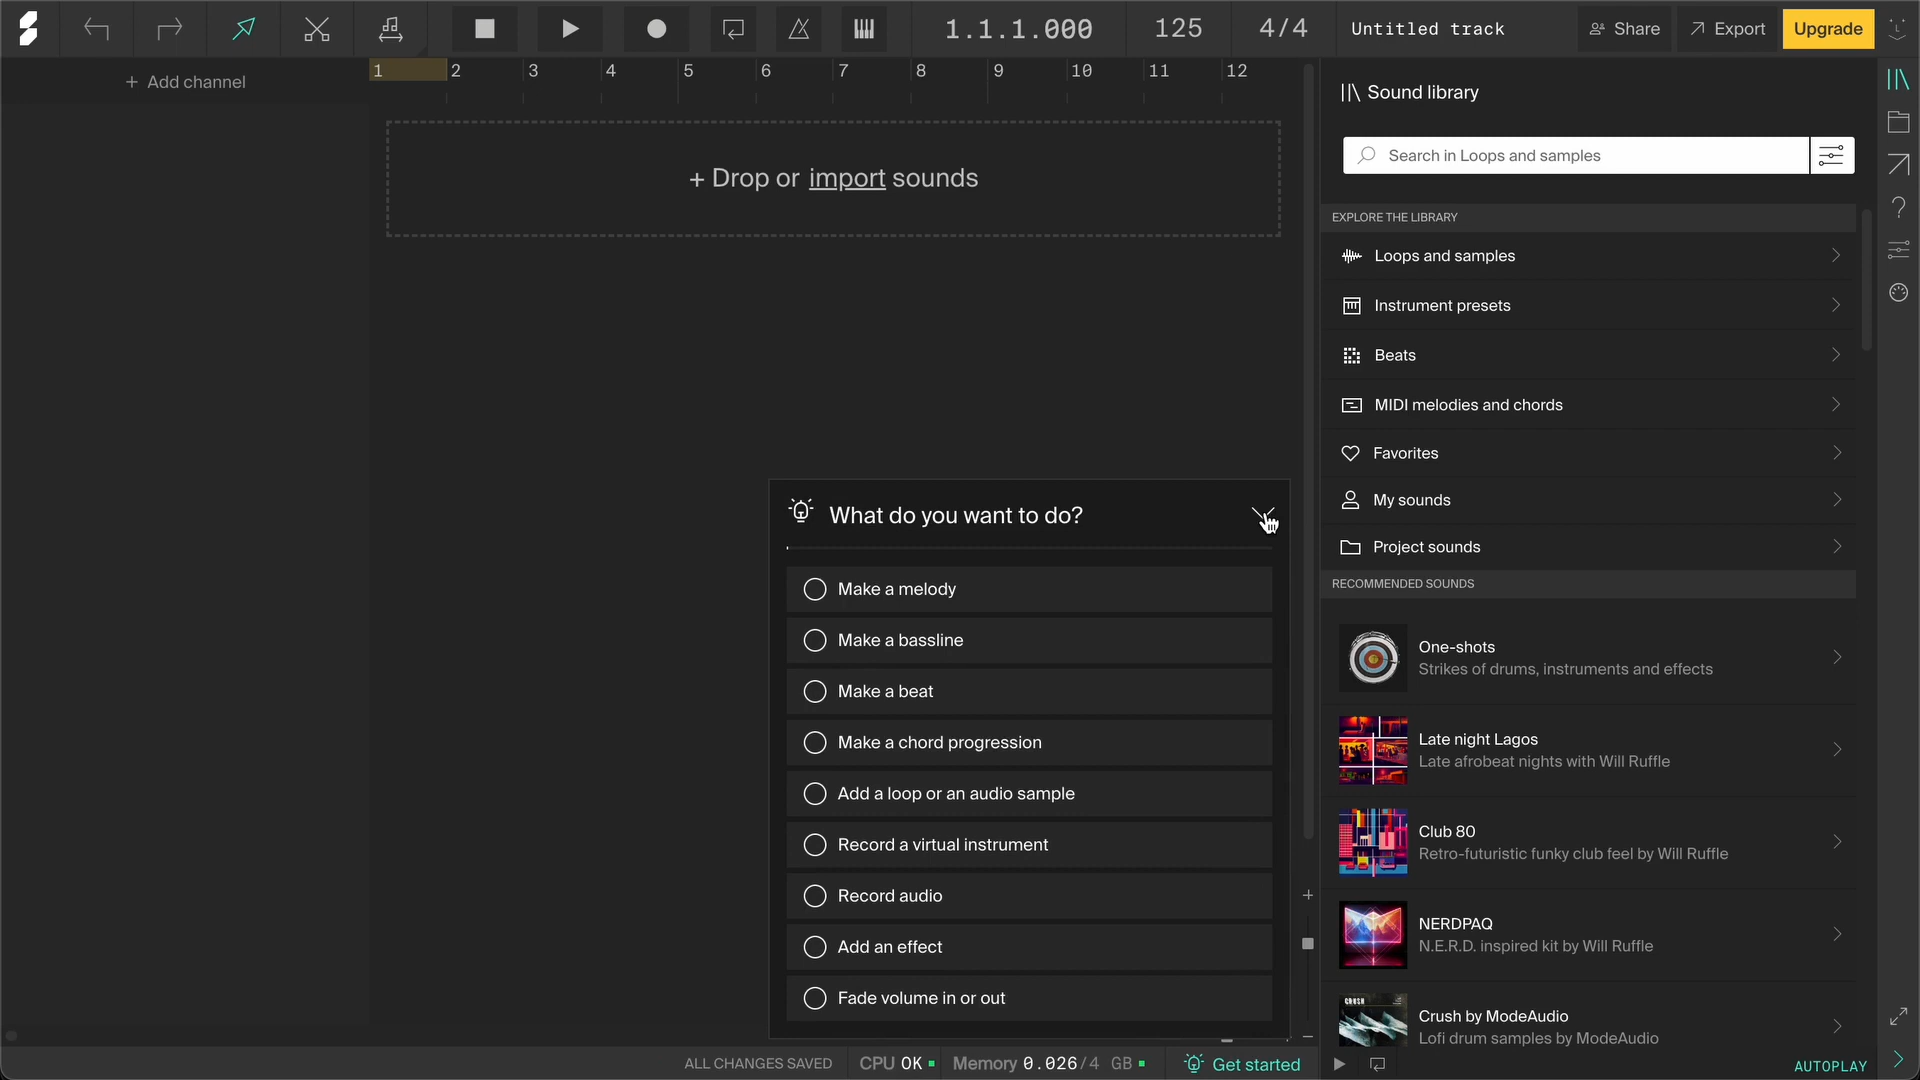 1.1.1.000
125
4/4
Untitled track
Share
Export
Upgrade
+ Add channel
1 2 3 4 5 6 7 8 9 10 11 12
+ Drop or import sounds
What do you want to do?
Make a melody
Make a bassline
Make a beat
Make a chord progression
Add a loop or an audio sample
Record a virtual instrument
Record audio
Add an effect
Fade volume in or out
Sound library
Search in Loops and samples
EXPLORE THE LIBRARY
Loops and samples
Instrument presets
Beats
MIDI melodies and chords
Favorites
My sounds
Project sounds
RECOMMENDED SOUNDS
One-shots
Strikes of drums, instruments and effects
Late night Lagos
Late afrobeat nights with Will Ruffle
Club 80
Retro-futuristic funky club feel by Will Ruffle
NERDPAQ
N.E.R.D. inspired kit by Will Ruffle
CRUSH
Crush by ModeAudio
Lofi drum samples by ModeAudio
ALL CHANGES SAVED
CPU OK
Memory 0.026/4 GB
Get started
AUTOPLAY